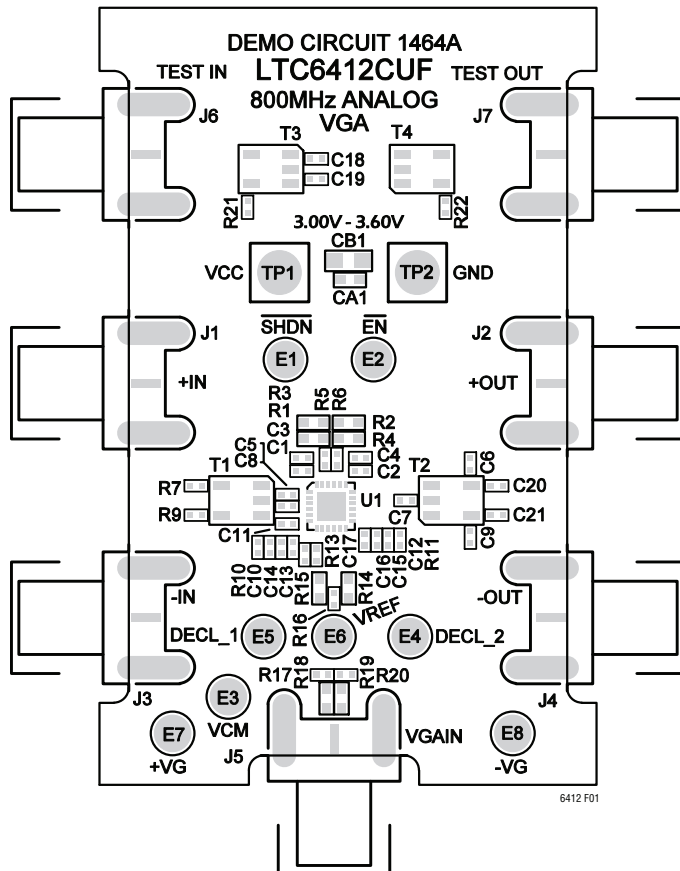 DEMO CIRCUIT 1464A
TEST IN
LTC6412CUF
TEST OUT
800MHz ANALOG
VGA
J6
J7
T3
T4
C18
C19
R21
R22
3.00V - 3.60V
CB1
VCC
TP1
TP2
GND
CA1
SHDN
EN
J1
J2
E1
E2
+IN
+OUT
R3
R1
R5
R6
R2
C3
R4
C5
C1
C4
C8
C2
C6
T1
T2
R7
U1
C20
C7
R9
C21
C11
C9
R10
C10
C14
C13
R13
C17
C16
C15
C12
R11
R15
R14
-IN
-OUT
R16
VREF
DECL_1
E5
E6
E4
DECL_2
R17
R18
R19
R20
J3
E3
J4
VCM
E7
J5
VGAIN
E8
+VG
-VG
6412 F01